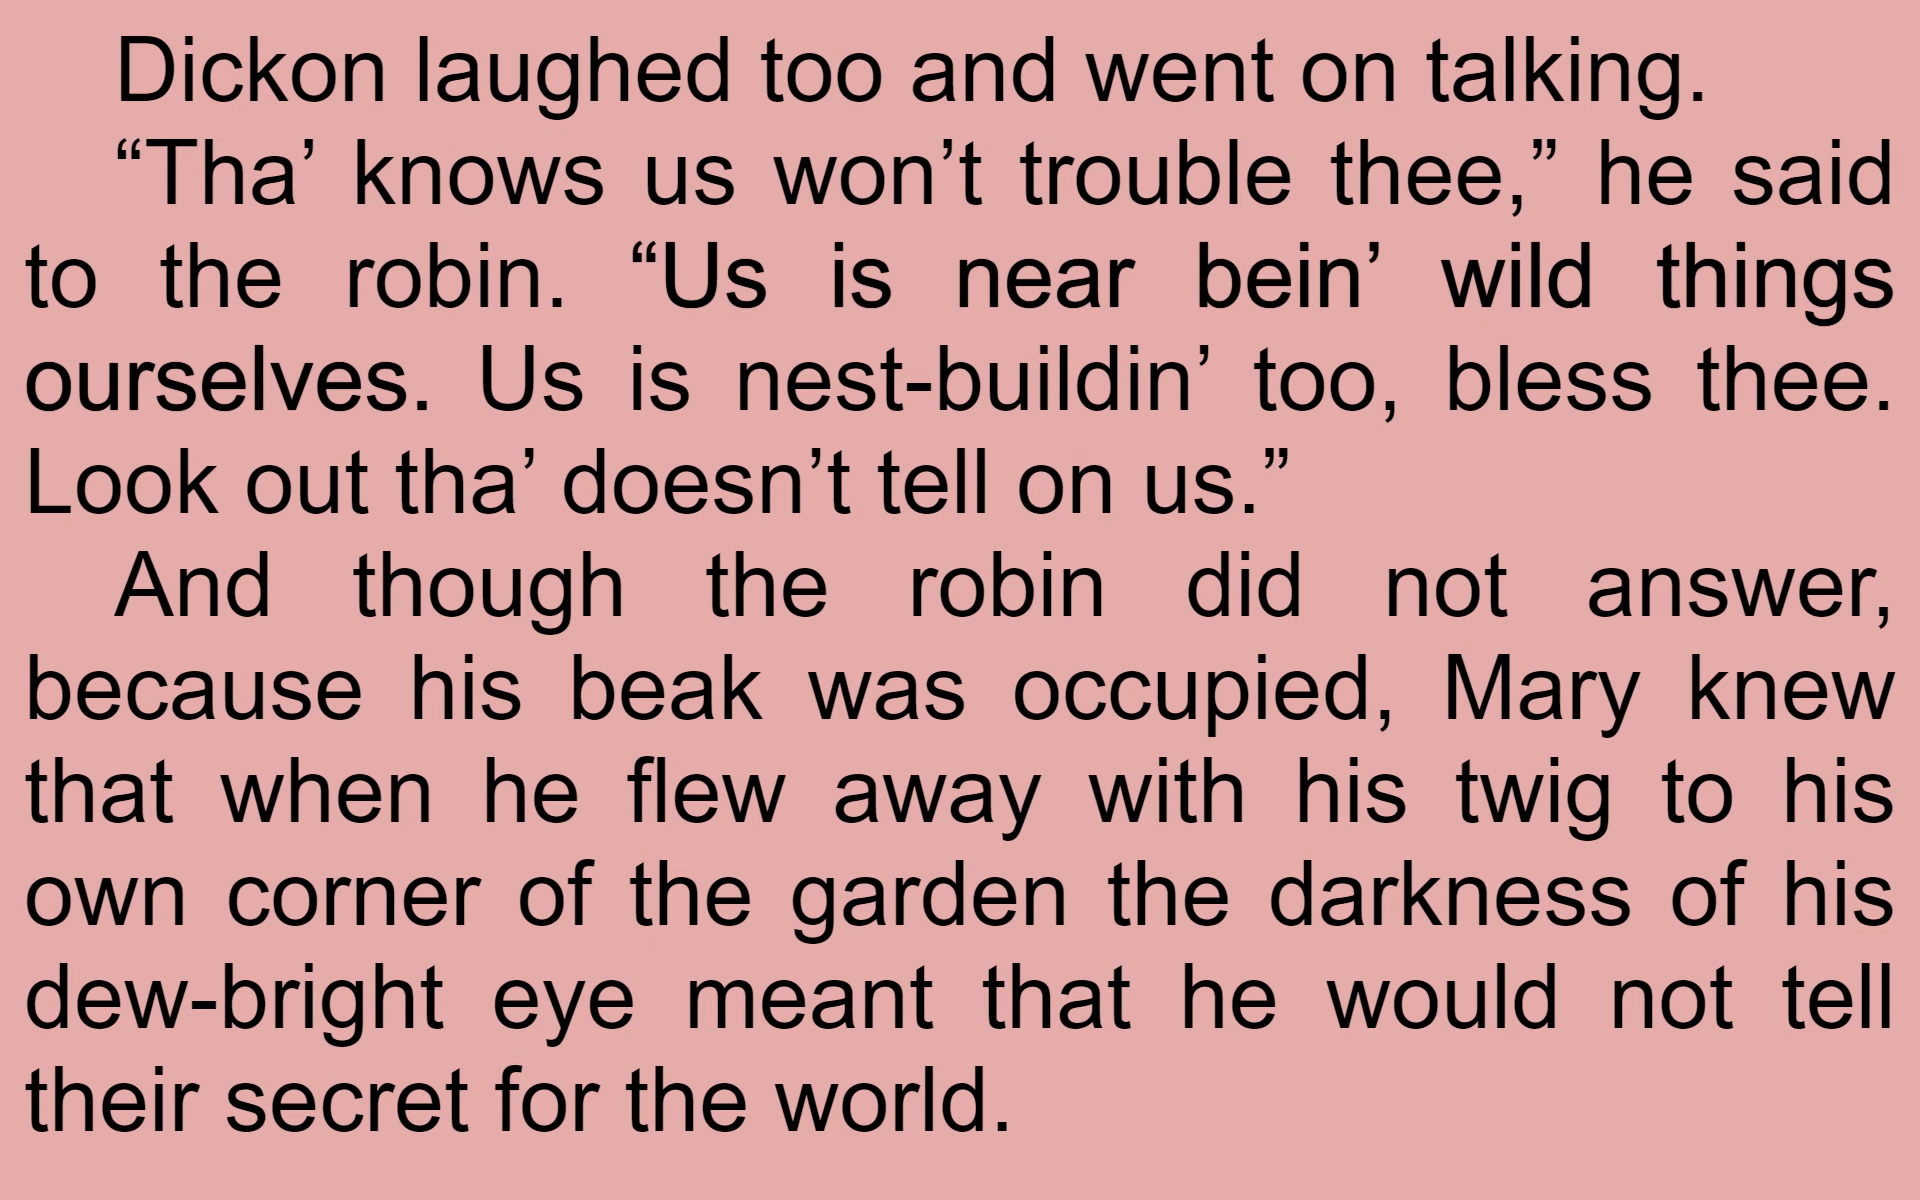 Dickon laughed too and went on talking.
“Tha’ knows us won’t trouble thee,” he said
to the robin. “Us is near bein’ wild things
ourselves. Us is nest-buildin’ too, bless thee.
Look out tha’ doesn’t tell on us.”
And though the robin did not answer,
because his beak was occupied, Mary knew
that when he flew away with his twig to his
own corner of the garden the darkness of his
dew-bright eye meant that he would not tell
their secret for the world.